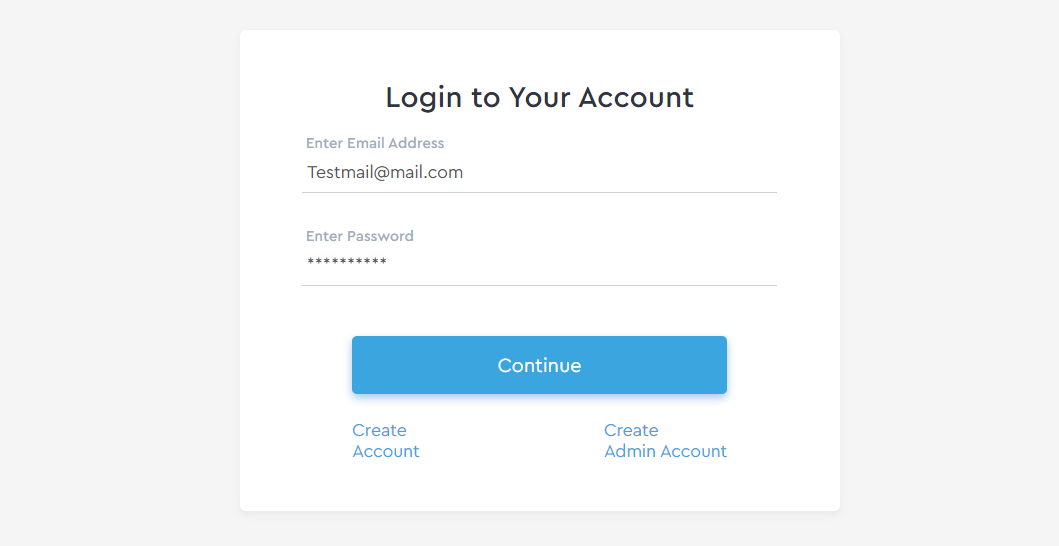 Login to Your Account
Enter Email Address
Testmail@mail.com
Enter Password
**********
Continue
Create
Account
Create
Admin Account